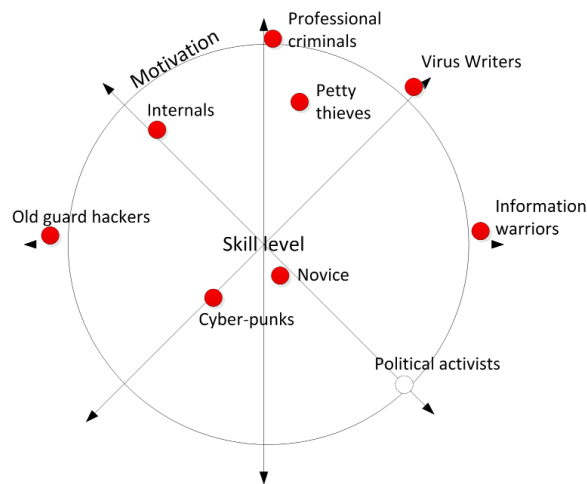 Professional
criminals
Motivation
Virus Writers
Petty
thieves
Internals
Old guard hackers
Information
warriors
Skill level
Novice
Cyber-punks
Political activists